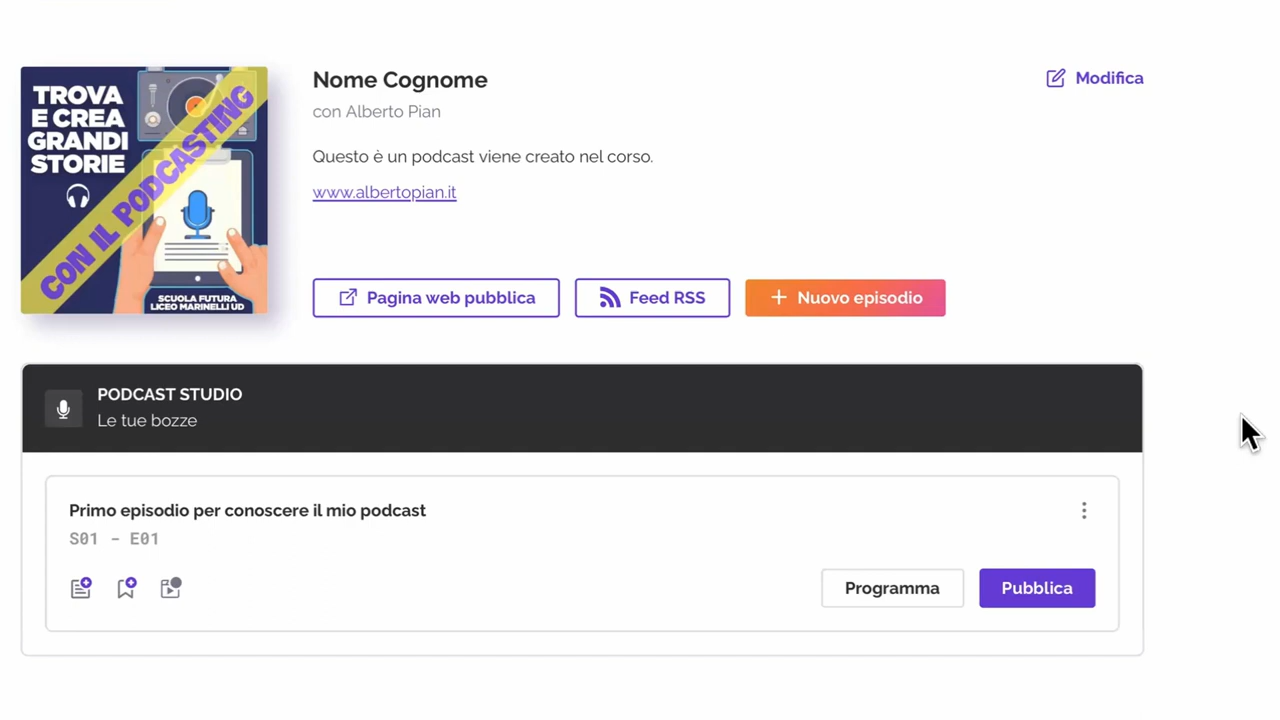 TROVA
E CREA
GRANDI
STORIE
CON IL PODCASTING
SCUOLA FUTURA
LICEO MARINELLI UD
Nome Cognome
con Alberto Pian
Questo è un podcast viene creato nel corso.
www.albertopian.it
Modifica
Pagina web pubblica
Feed RSS
Nuovo episodio
PODCAST STUDIO
Le tue bozze
Primo episodio per conoscere il mio podcast
S01 - E01
Programma
Pubblica